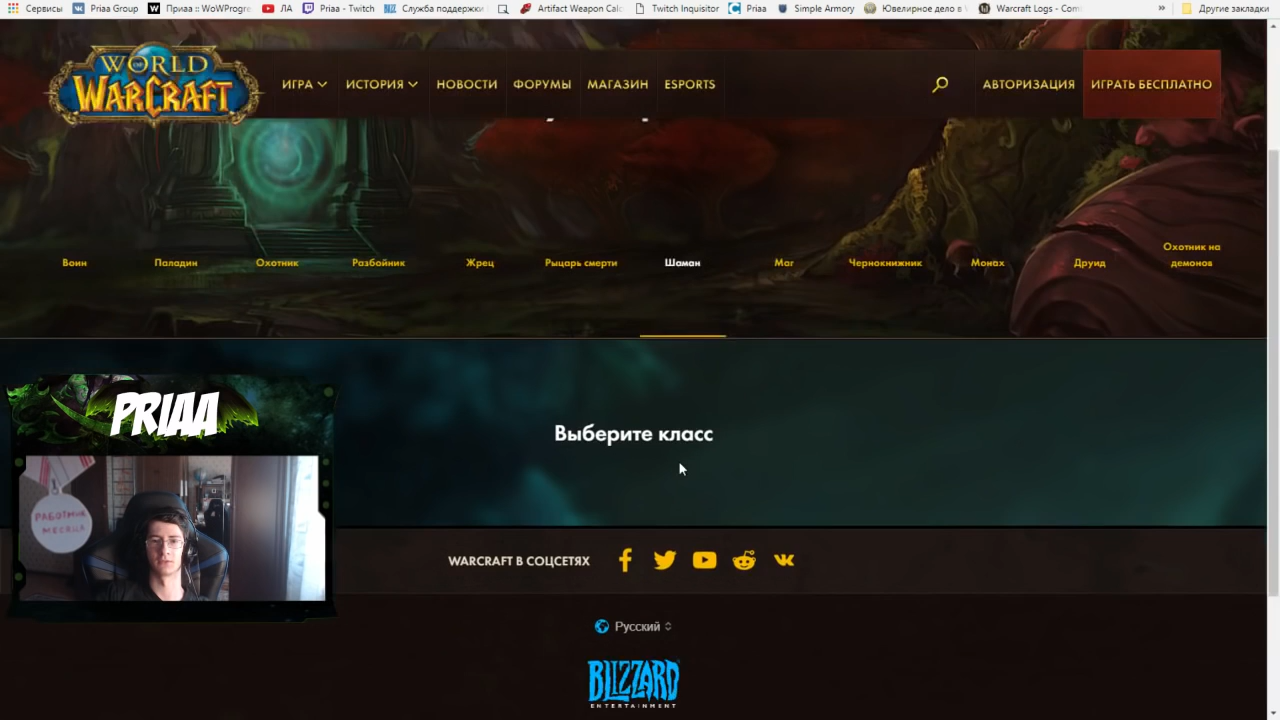 Сервисы Priaa Group Приаа :: WoWProgre ЛА Priaa - Twitch Служба поддержки Artifact Weapon Calc Twitch Inquisitor Priaa Simple Armory Ювелирное дело в W Warcraft Logs - Com » Другие закладки
WORLD OF WARCRAFT
ИГРА ИСТОРИЯ НОВОСТИ ФОРУМЫ МАГАЗИН ESPORTS АВТОРИЗАЦИЯ ИГРАТЬ БЕСПЛАТНО
Воин Паладин Охотник Разбойник Жрец Рыцарь смерти Шаман Маг Чернокнижник Монах Друид Охотник на демонов
PRIAA
Выберите класс
РАБОТНИК
МЕСЯЦА
WARCRAFT В СОЦСЕТЯХ
Русский
BLIZZARD
ENTERTAINMENT